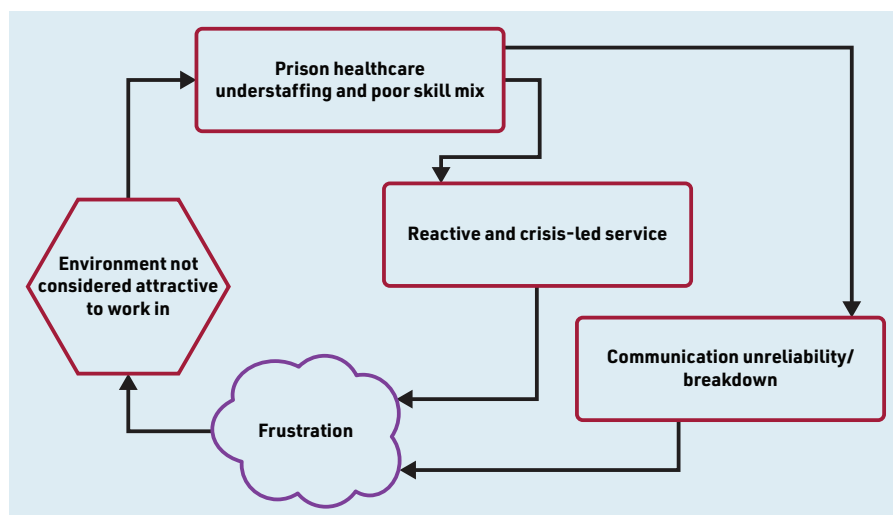 Prison healthcare
understaffing and poor skill mix
Reactive and crisis-led service
Environment not
considered attractive
to work in
Communication unreliability/
breakdown
Frustration